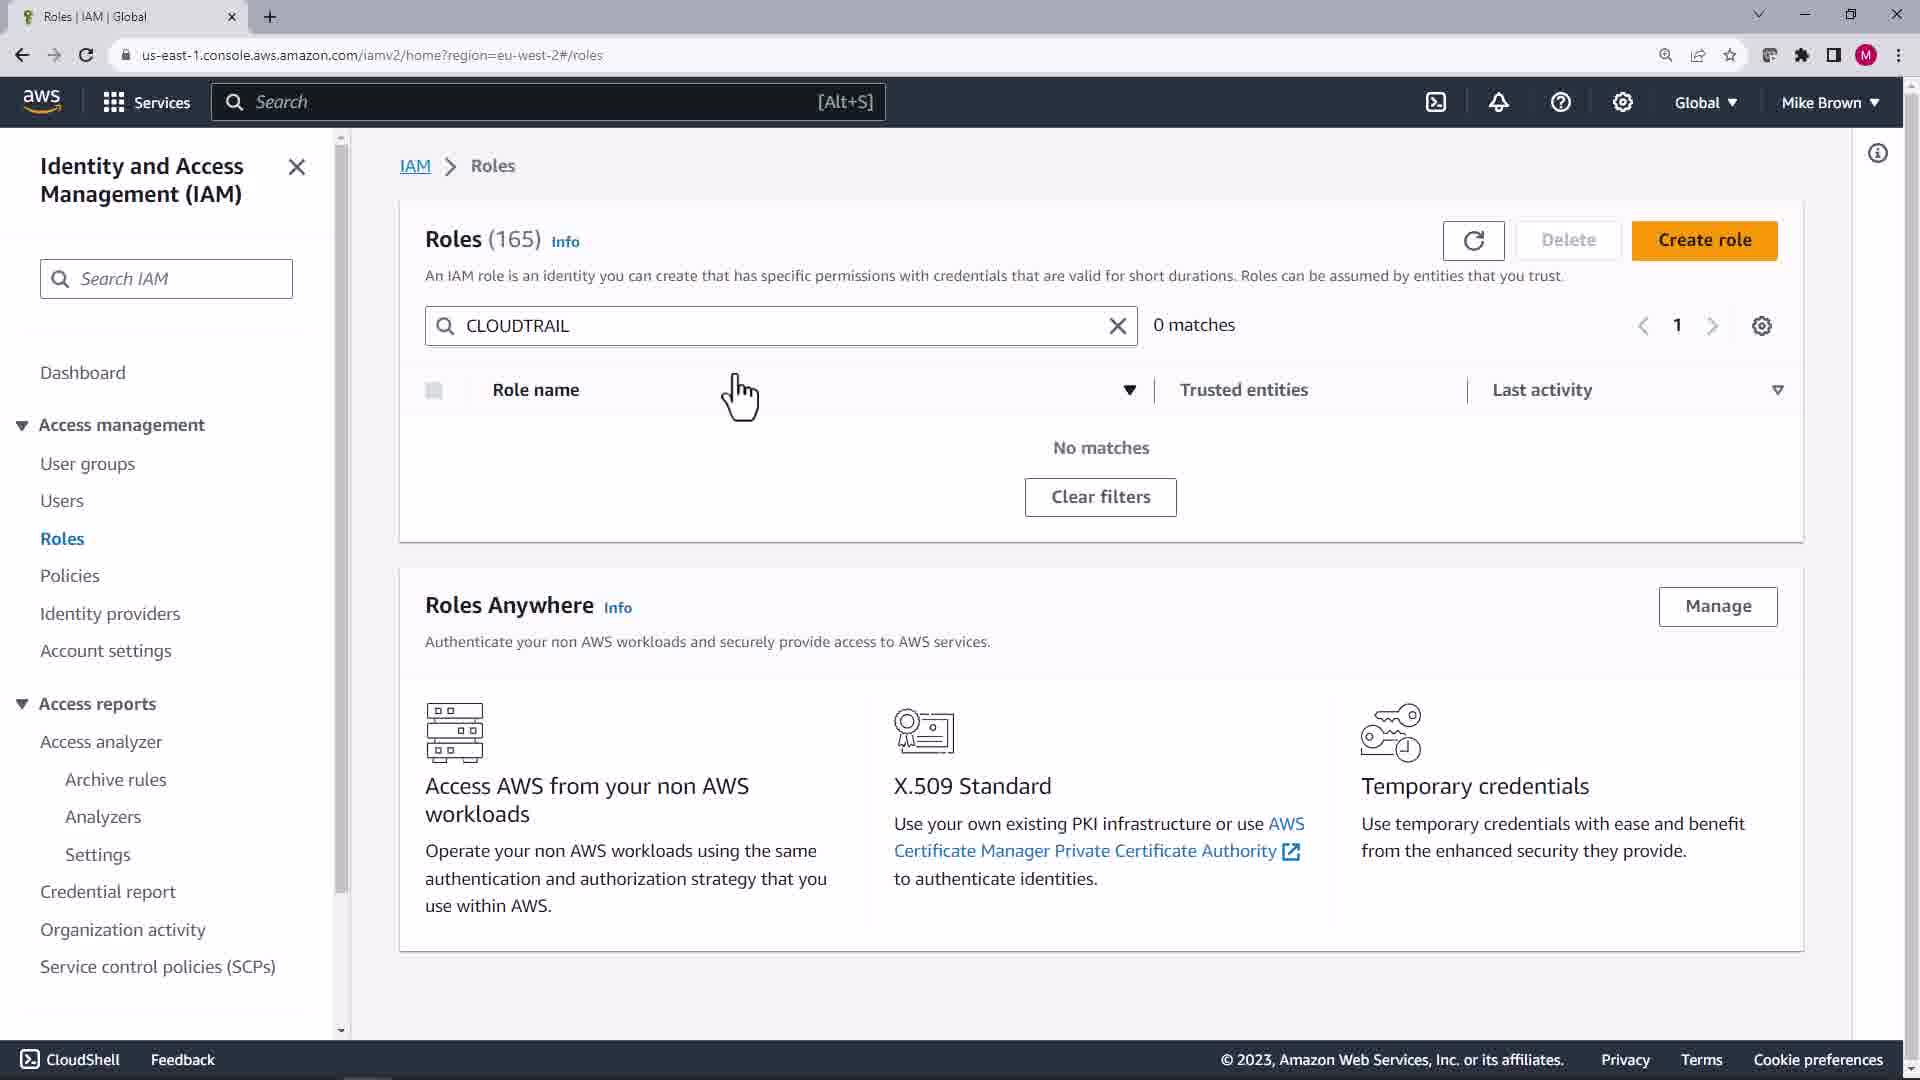 Roles | IAM | Global
us-east-1.console.aws.amazon.com/iamv2/home?region=eu-west-2#/roles
M
aws
Services
Search
[Alt+S]
Global
Mike Brown
Identity and Access
Management (IAM)
Search IAM
Dashboard
Access management
User groups
Users
Roles
Policies
Identity providers
Account settings
Access reports
Access analyzer
Archive rules
Analyzers
Settings
Credential report
Organization activity
Service control policies (SCPs)
IAM
Roles
Roles (165) Info
Delete
Create role
An IAM role is an identity you can create that has specific permissions with credentials that are valid for short durations. Roles can be assumed by entities that you trust.
CLOUDTRAIL
0 matches
1
Role name
Trusted entities
Last activity
No matches
Clear filters
Roles Anywhere Info
Manage
Authenticate your non AWS workloads and securely provide access to AWS services.
Access AWS from your non AWS
workloads
Operate your non AWS workloads using the same
authentication and authorization strategy that you
use within AWS.
X.509 Standard
Use your own existing PKI infrastructure or use AWS
Certificate Manager Private Certificate Authority
to authenticate identities.
Temporary credentials
Use temporary credentials with ease and benefit
from the enhanced security they provide.
CloudShell
Feedback
© 2023, Amazon Web Services, Inc. or its affiliates.
Privacy
Terms
Cookie preferences